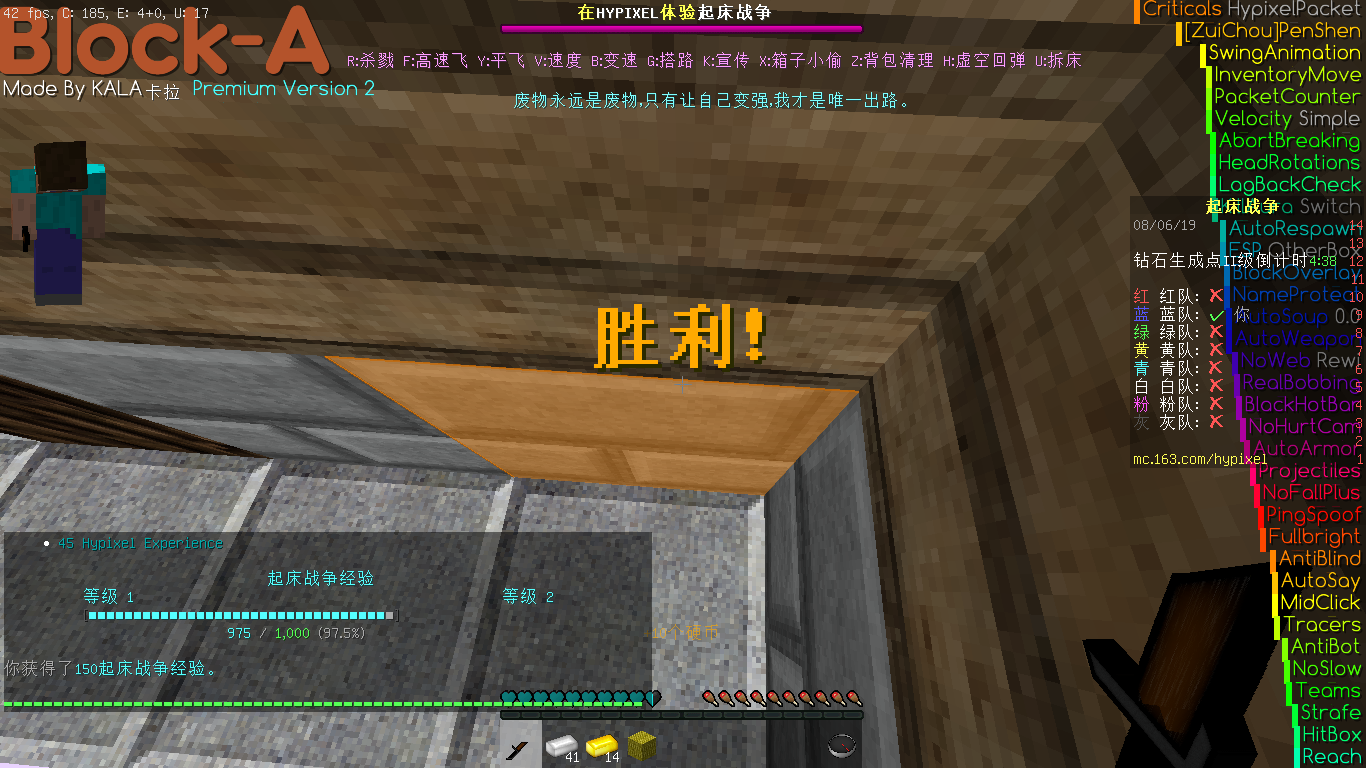 42 fps, C: 185, E: 4+0, U: 17
Block-A
Made By KALA卡拉 Premium Version 2
在HYPIXEL体验起床战争
R:杀戮 F:高速飞 Y:平飞 V:速度 B:变速 G:搭路 K:宣传 X:箱子小偷 Z:背包清理 H:虚空回弹 U:拆床
废物永远是废物,只有让自己变强,我才是唯一出路。
胜利!
Criticals HypixelPacket
[ZuiChou]PenShen
SwingAnimation
InventoryMove
PacketCounter
Velocity Simple
AbortBreaking
HeadRotations
LagBackCheck
Switch
AutoRespawn
ESP OtherBox
BlockOverlay
NameProtect
AutoSoup 0.0
AutoWeapon
NoWeb Rewi
RealBobbing
BlackHotBar
NoHurtCam
AutoArmor
Projectiles
NoFallPlus
PingSpoof
Fullbright
AntiBlind
AutoSay
MidClick
Tracers
AntiBot
NoSlow
Teams
Strafe
HitBox
Reach
起床战争
08/06/19 14
13
钻石生成点II级倒计时4:38 12
11
红 红队: ✗ 10
蓝 蓝队: ✓ 你 9
绿 绿队: ✗ 8
黄 黄队: ✗ 7
青 青队: ✗ 6
白 白队: ✗ 5
粉 粉队: ✗ 4
灰 灰队: ✗ 3
2
mc.163.com/hypixel 1
• 45 Hypixel Experience
起床战争经验
等级 1 等级 2
975 / 1,000 (97.5%)
个硬币
你获得了150起床战争经验。
41
14